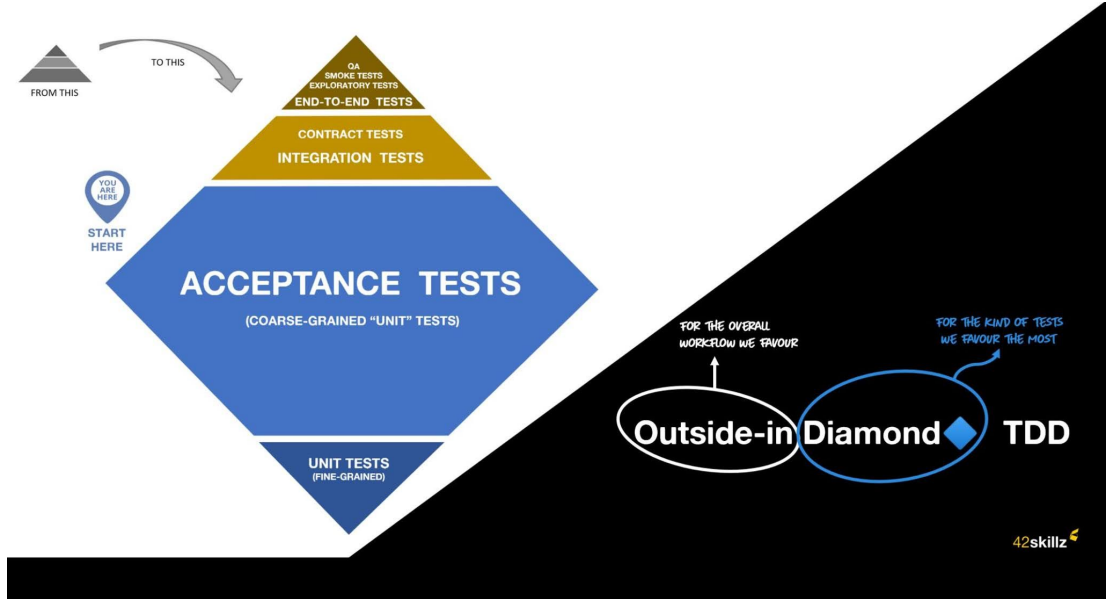 FROM THIS
TO THIS
QA
SMOKE TESTS
EXPLORATORY TESTS
END-TO-END TESTS
CONTRACT TESTS
INTEGRATION TESTS
YOU
ARE
HERE
START
HERE
ACCEPTANCE TESTS
(COARSE-GRAINED “UNIT” TESTS)
UNIT TESTS
(FINE-GRAINED)
FOR THE OVERALL
WORKFLOW WE FAVOUR
FOR THE KIND OF TESTS
WE FAVOUR THE MOST
Outside-in Diamond TDD
42skillz